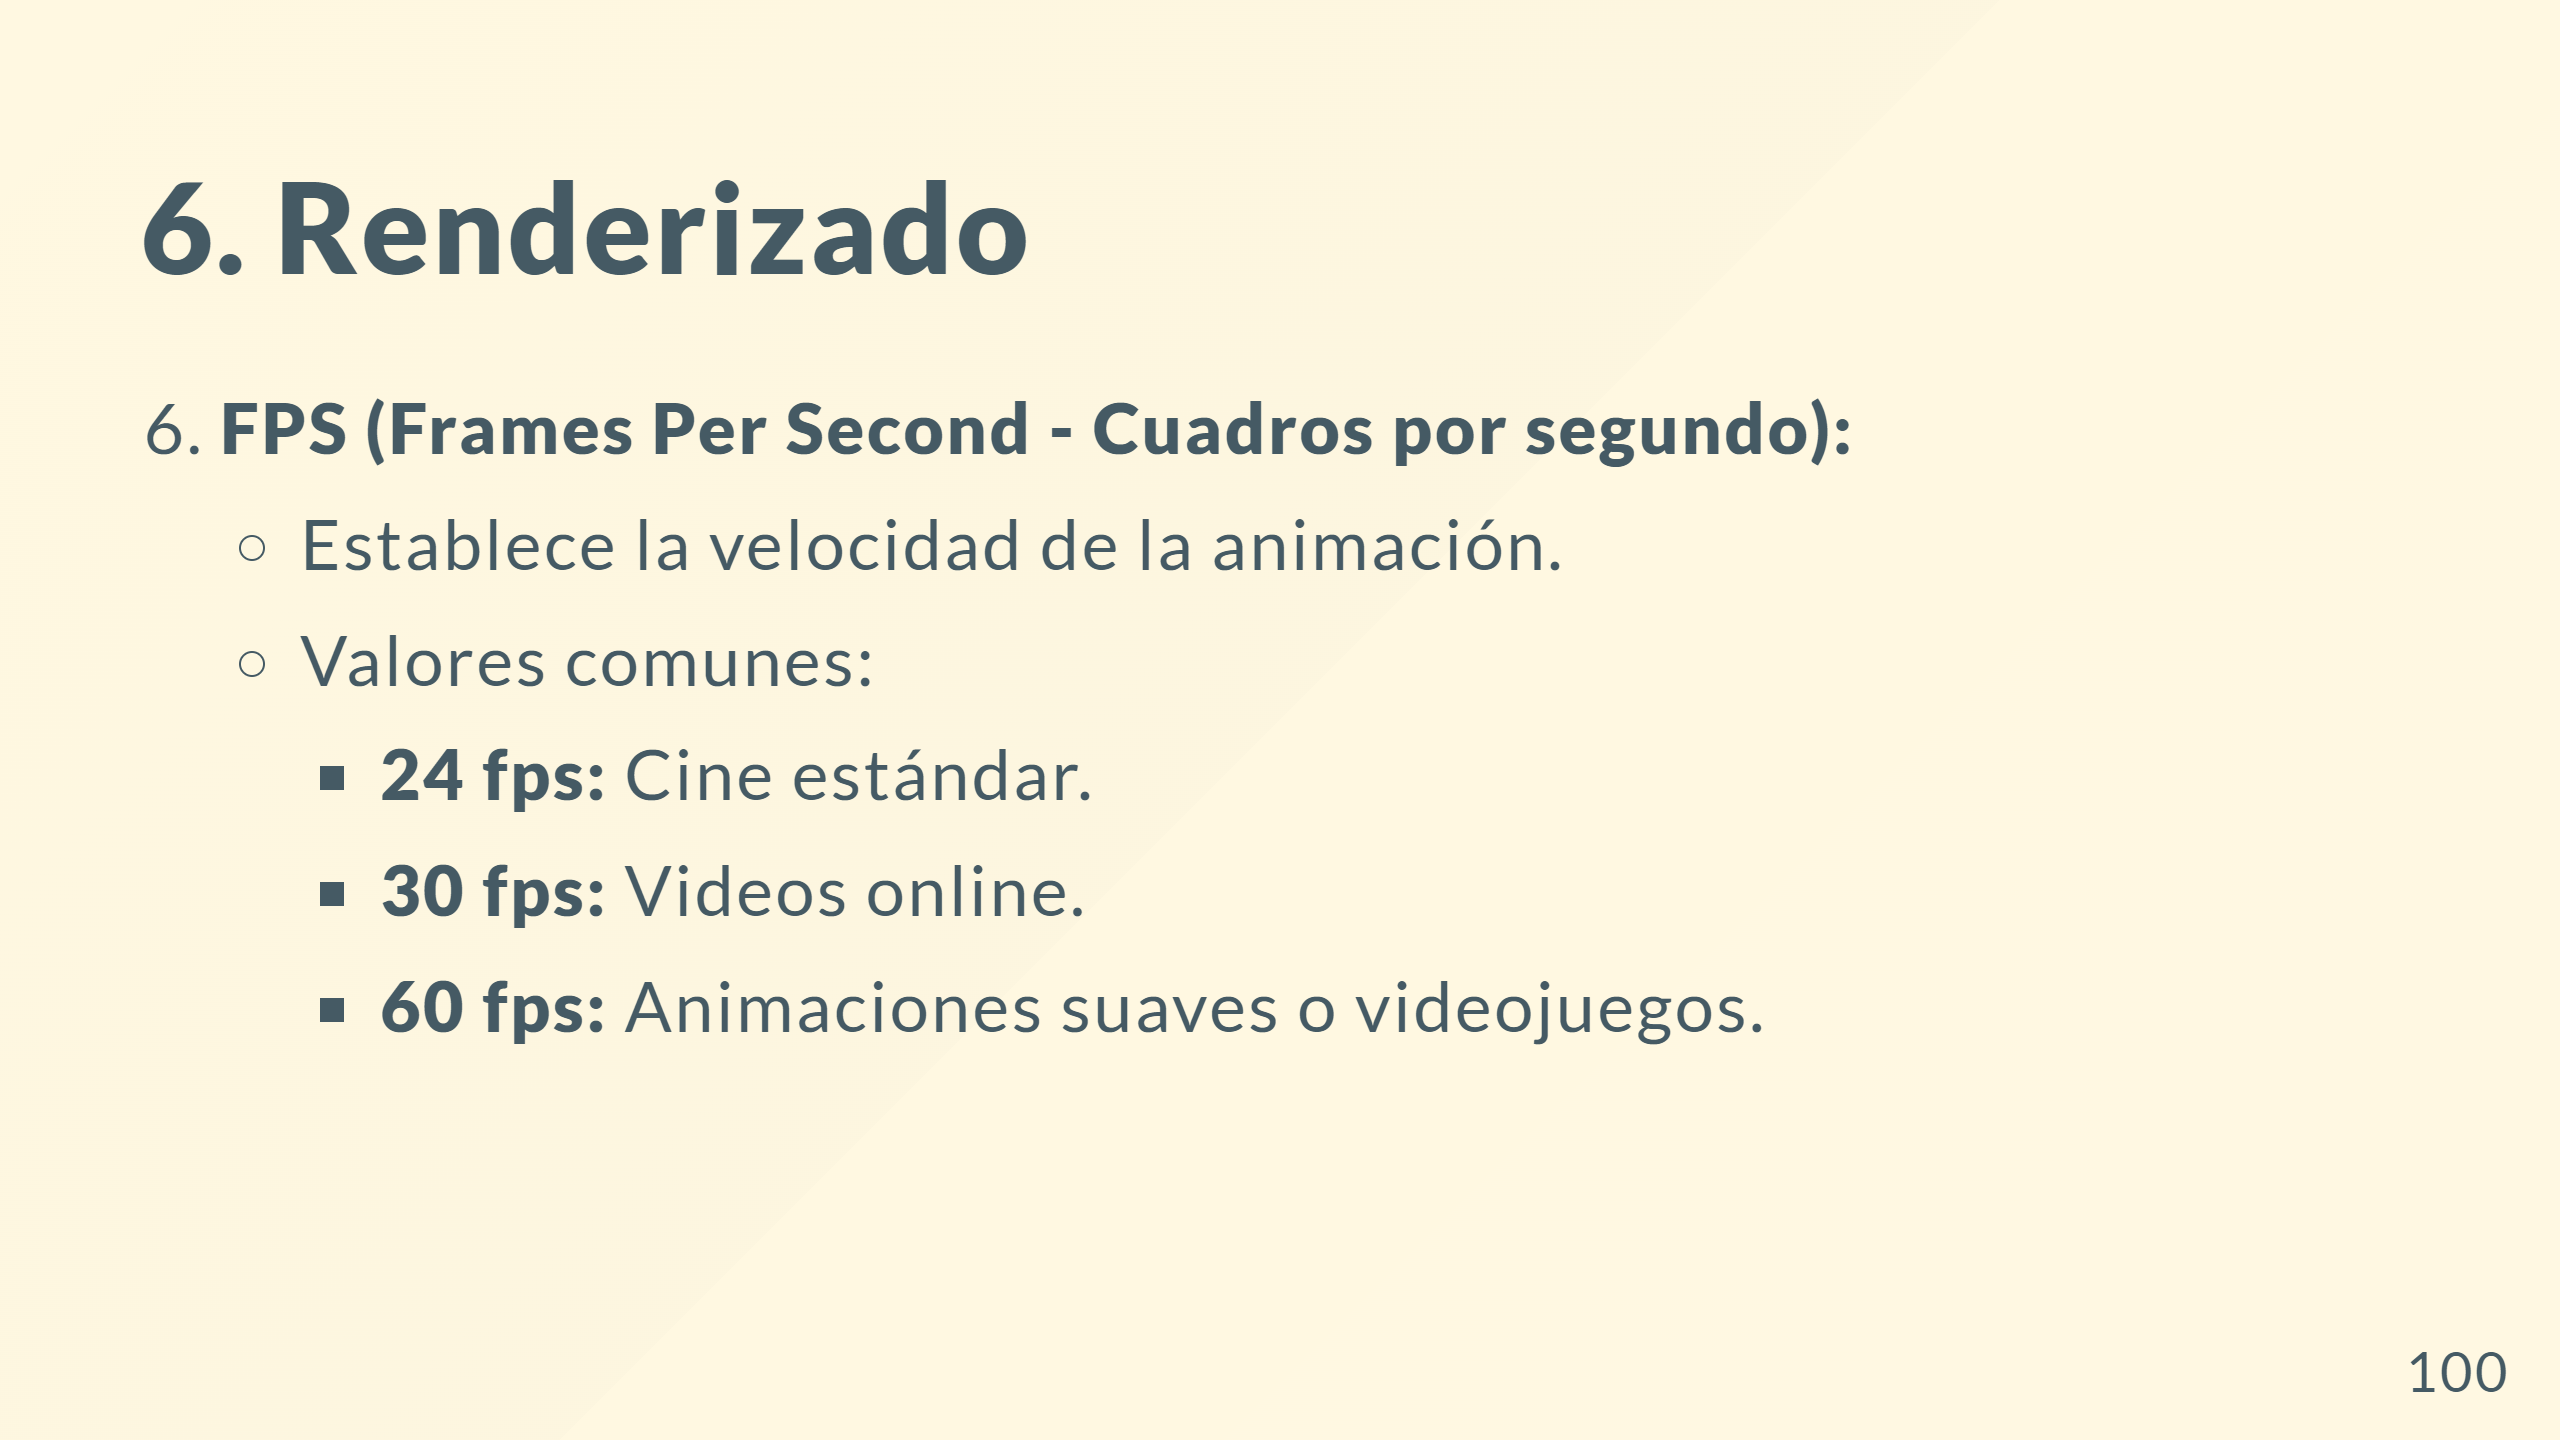 6. Renderizado
6. FPS (Frames Per Second - Cuadros por segundo):
Establece la velocidad de la animación.
Valores comunes:
24 fps: Cine estándar.
30 fps: Videos online.
60 fps: Animaciones suaves o videojuegos.
100